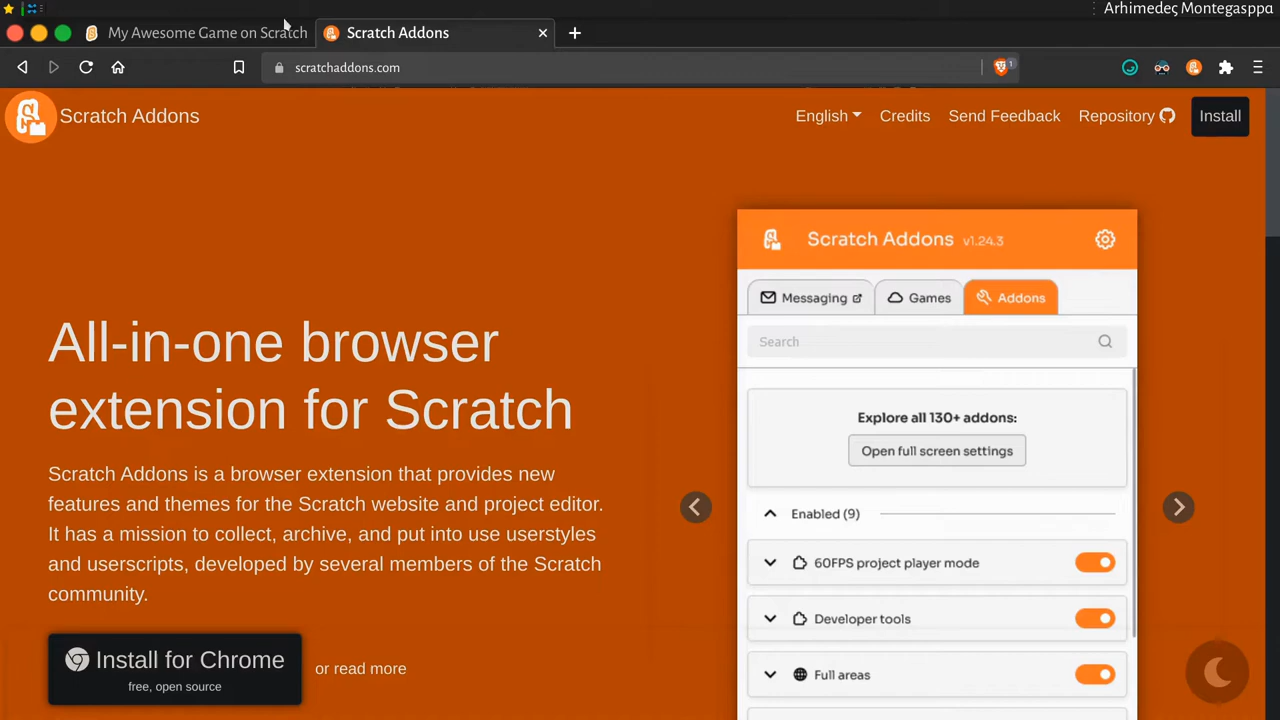 Arhimedeς Montegasppa
My Awesome Game on Scratch
Scratch Addons
scratchaddons.com
1
Scratch Addons
English
Credits
Send Feedback
Repository
Install
All-in-one browser
extension for Scratch
Scratch Addons is a browser extension that provides new
features and themes for the Scratch website and project editor.
It has a mission to collect, archive, and put into use userstyles
and userscripts, developed by several members of the Scratch
community.
Install for Chrome
free, open source
or read more
Scratch Addons v1.24.3
Messaging
Games
Addons
Search
Explore all 130+ addons:
Open full screen settings
Enabled (9)
60FPS project player mode
Developer tools
Full areas